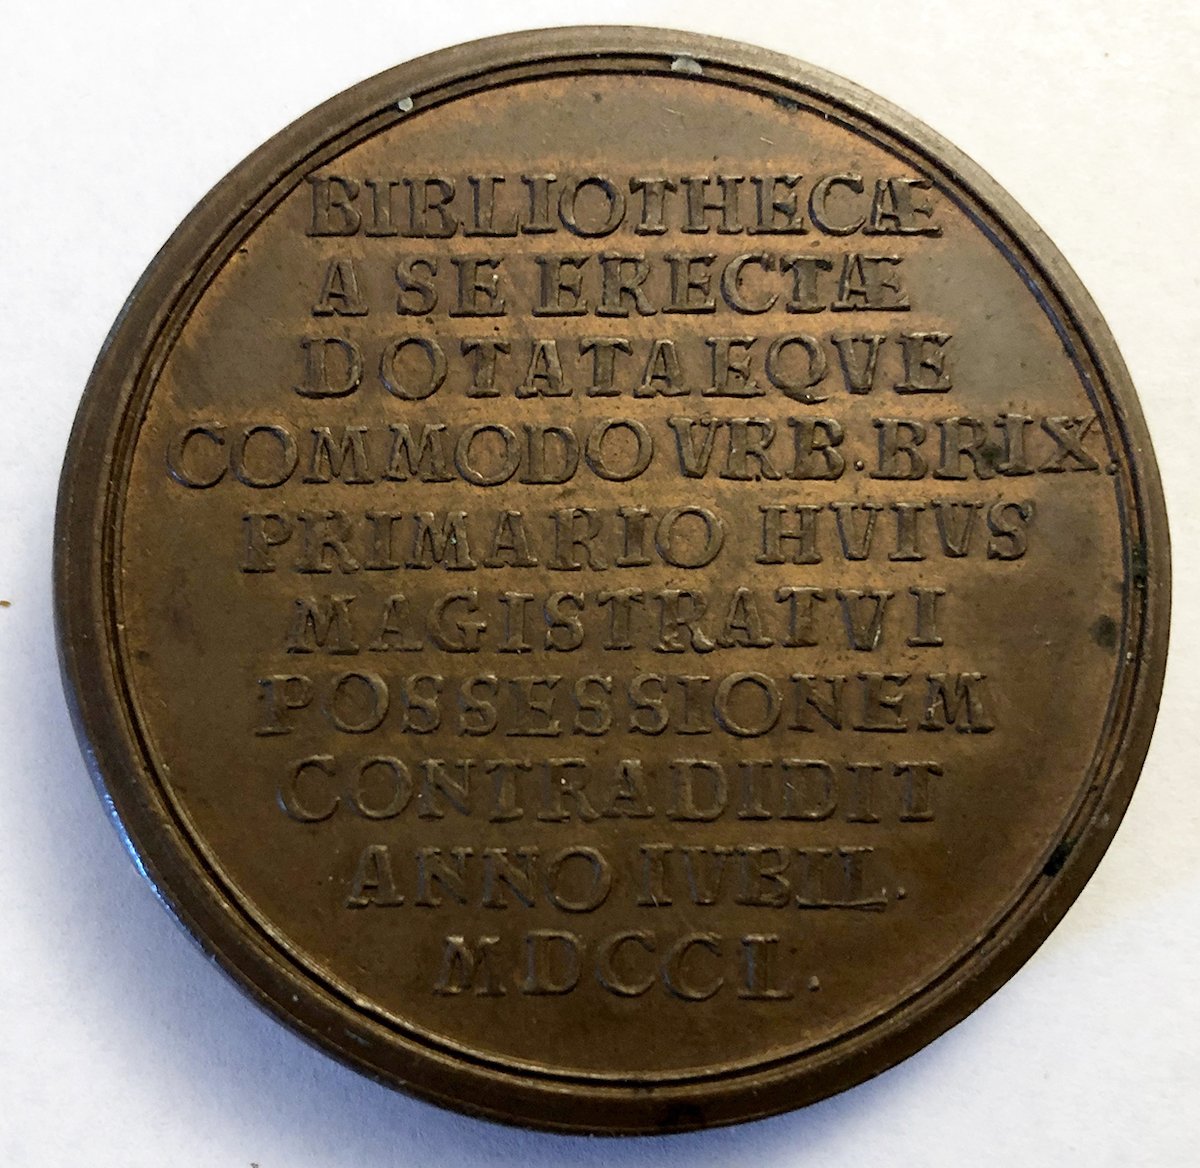 BIBLIOTHECÆ
A SE ERECTÆ
DOTATAEQVE
COMMODO VRB. BRIX.
PRIMARIO HVIVS
MAGISTRATVI
POSSESSIONEM
CONTRADIDIT
ANNO IVBIL.
MDCCL.